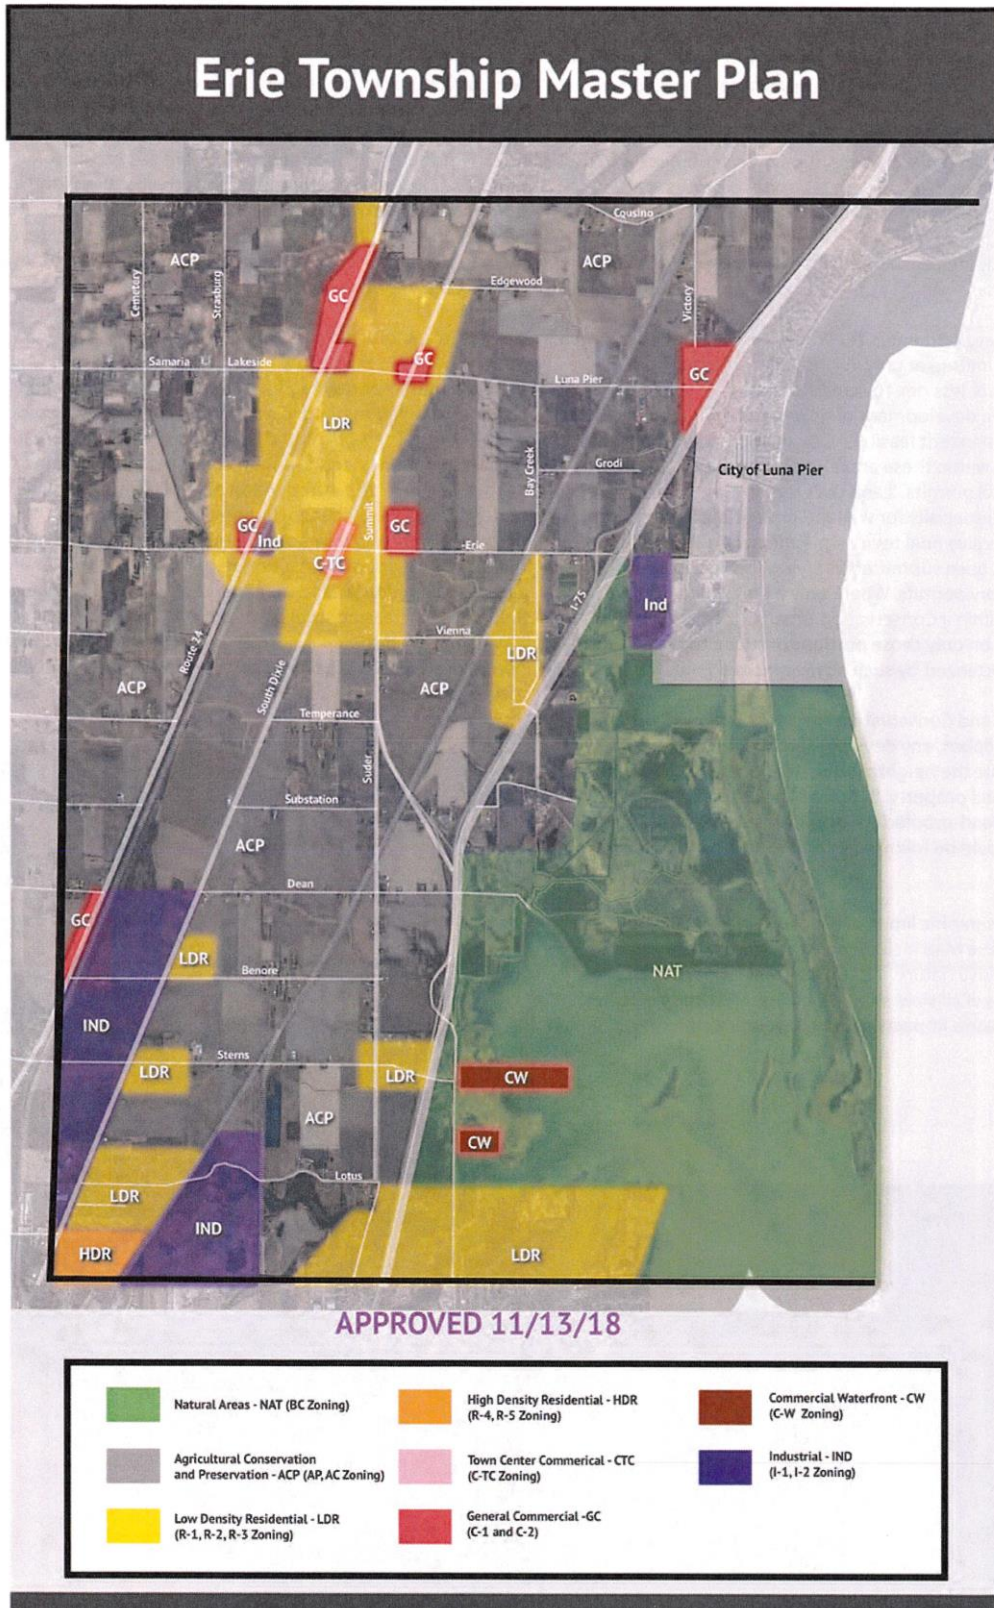 Erie Township Master Plan
Cousino
ACP
ACP
Cemetery
Strasburg
Edgewood
Victory
GC
Samaria
Lakeside
GC
Luna Pier
GC
LDR
Bay Creek
Grodi
City of Luna Pier
Summit
GC
Ind
GC
C-TC
-Erie
I-75
Ind
Vienna
LDR
Route 24
South Dixie
ACP
ACP
Temperance
Suder
Substation
ACP
Dean
GC
LDR
Benore
NAT
IND
Sterns
LDR
LDR
CW
ACP
CW
Lotus
LDR
IND
HDR
LDR
APPROVED 11/13/18
Natural Areas - NAT (BC Zoning)
Agricultural Conservation
and Preservation - ACP (AP, AC Zoning)
Low Density Residential - LDR
(R-1, R-2, R-3 Zoning)
High Density Residential - HDR
(R-4, R-5 Zoning)
Town Center Commerical - CTC
(C-TC Zoning)
General Commercial -GC
(C-1 and C-2)
Commercial Waterfront - CW
(C-W Zoning)
Industrial - IND
(I-1, I-2 Zoning)